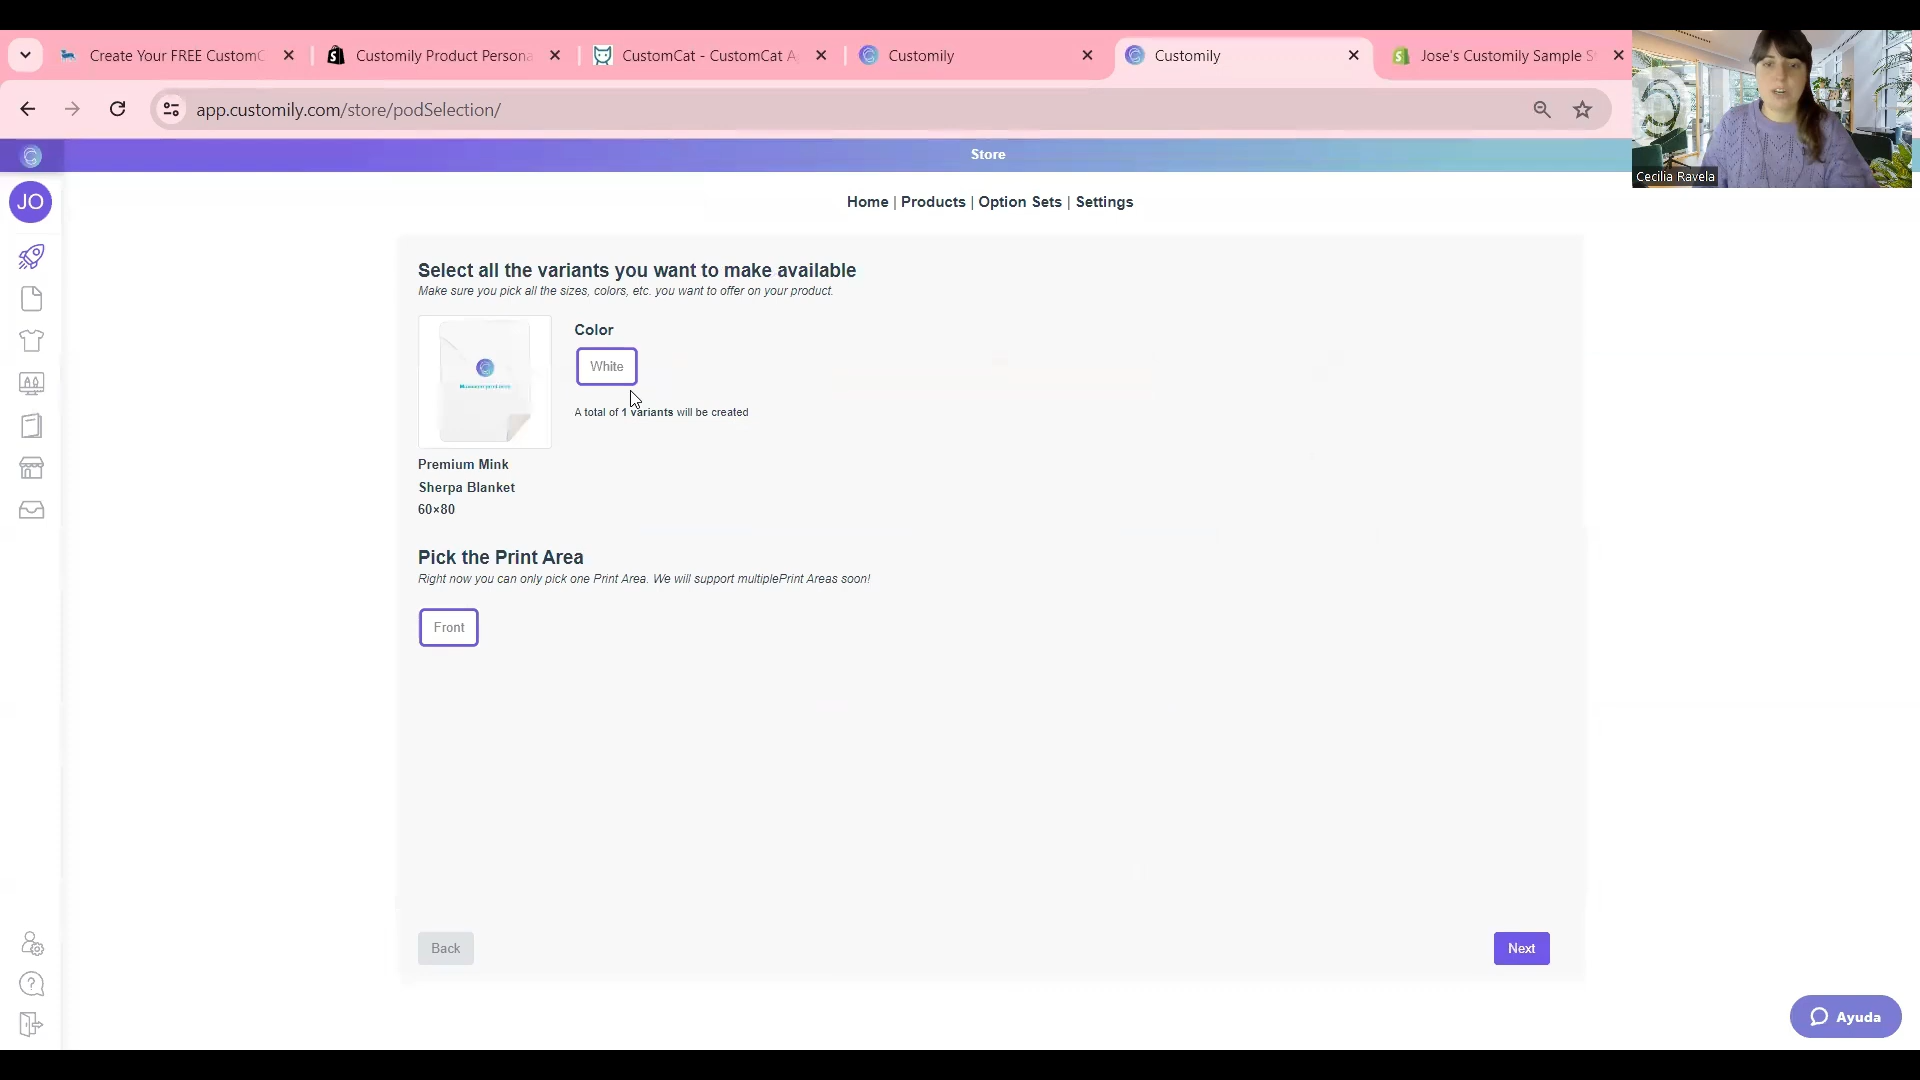 Create Your FREE CustomC
Customily Product Persona
CustomCat - CustomCat A
Customily
Customily
Jose's Customily Sample S
app.customily.com/store/podSelection/
Cecilia Ravela
Store
JO
Home | Products | Option Sets | Settings
Select all the variants you want to make available
Make sure you pick all the sizes, colors, etc. you want to offer on your product.
Color
White
A total of 1 variants will be created
Premium Mink
Sherpa Blanket
60×80
Pick the Print Area
Right now you can only pick one Print Area. We will support multiplePrint Areas soon!
Front
Back
Next
Ayuda